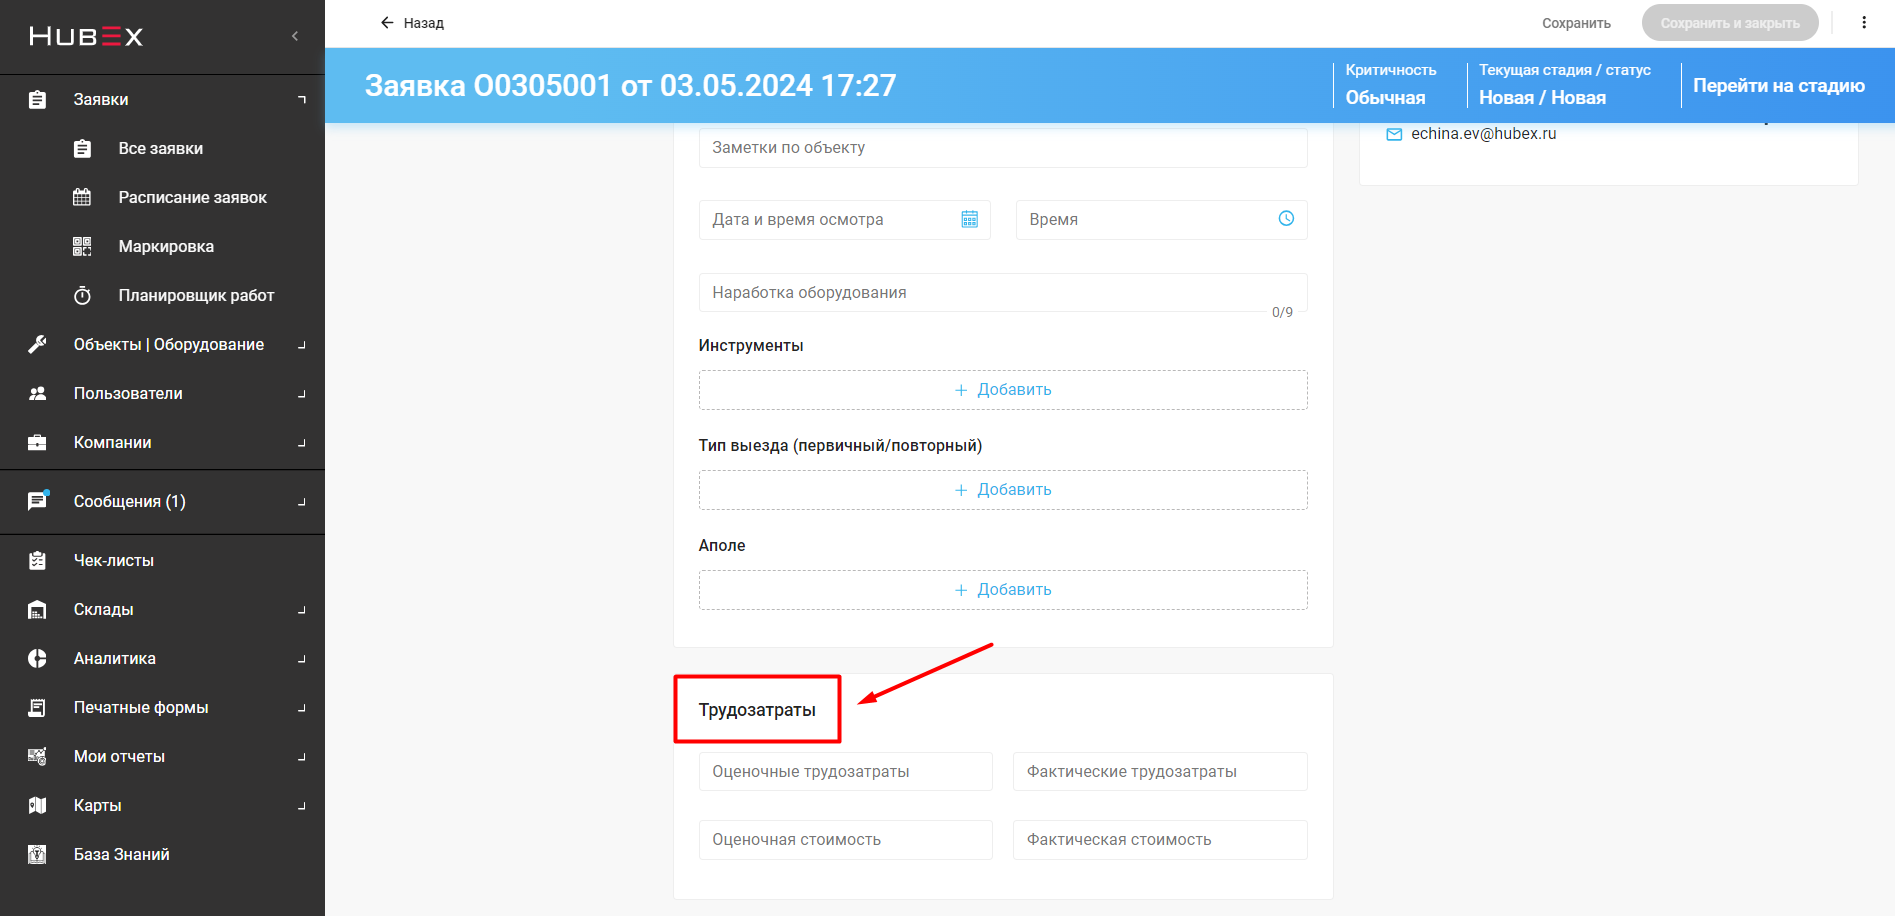 HUBEX
Заявки
Все заявки
Расписание заявок
Маркировка
Планировщик работ
Объекты | Оборудование
Пользователи
Компании
Сообщения (1)
Чек-листы
Склады
Аналитика
Печатные формы
Мои отчеты
Карты
База Знаний
Назад
Сохранить
Сохранить и закрыть
Заявка O0305001 от 03.05.2024 17:27
Критичность
Обычная
Текущая стадия / статус
Новая / Новая
Перейти на стадию
Заметки по объекту
Дата и время осмотра
Время
Наработка оборудования
0/9
Инструменты
+ Добавить
Тип выезда (первичный/повторный)
+ Добавить
Аполе
+ Добавить
Трудозатраты
Оценочные трудозатраты
Фактические трудозатраты
Оценочная стоимость
Фактическая стоимость
echina.ev@hubex.ru